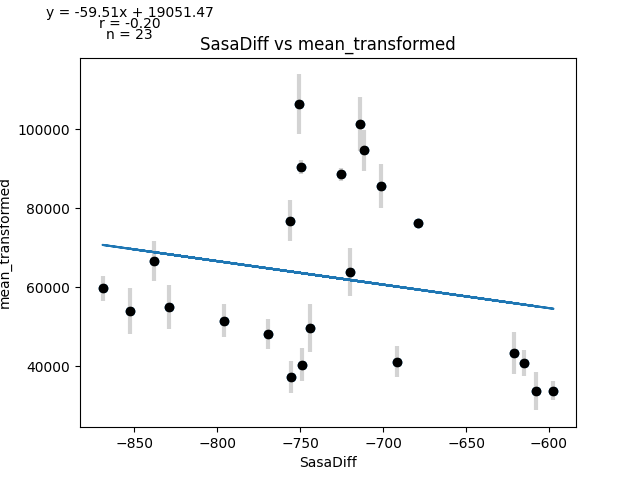 y = -59.51x + 19051.47
r = -0.20
n = 23
SasaDiff vs mean_transformed
100000
80000
60000
40000
mean_transformed
−850
−800
−750
−700
−650
−600
SasaDiff